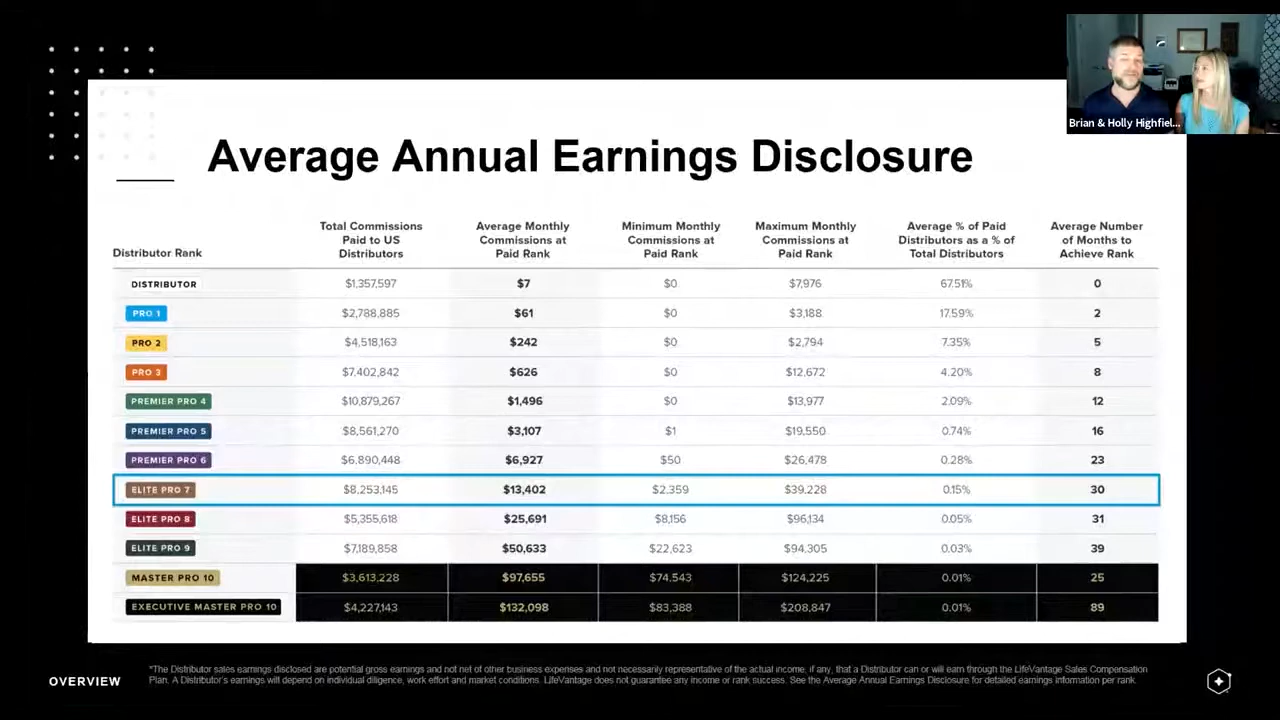 Brian & Holly Highfiel...
Average Annual Earnings Disclosure
Distributor Rank
Total Commissions
Paid to US
Distributors
Average Monthly
Commissions at
Paid Rank
Minimum Monthly
Commissions at
Paid Rank
Maximum Monthly
Commissions at
Paid Rank
Average % of Paid
Distributors as a % of
Total Distributors
Average Number
of Months to
Achieve Rank
DISTRIBUTOR $1,357,597 $7 $0 $7,976 67.51% 0
PRO 1 $2,788,885 $61 $0 $3,188 17.59% 2
PRO 2 $4,518,163 $242 $0 $2,794 7.35% 5
PRO 3 $7,402,842 $626 $0 $12,672 4.20% 8
PREMIER PRO 4 $10,879,267 $1,496 $0 $13,977 2.09% 12
PREMIER PRO 5 $8,561,270 $3,107 $1 $19,550 0.74% 16
PREMIER PRO 6 $6,890,448 $6,927 $50 $26,478 0.28% 23
ELITE PRO 7 $8,253,145 $13,402 $2,359 $39,228 0.15% 30
ELITE PRO 8 $5,355,618 $25,691 $8,156 $96,134 0.05% 31
ELITE PRO 9 $7,189,858 $50,633 $22,623 $94,305 0.03% 39
MASTER PRO 10 $3,613,228 $97,655 $74,543 $124,225 0.01% 25
EXECUTIVE MASTER PRO 10 $4,227,143 $132,098 $83,388 $208,847 0.01% 89
OVERVIEW
*The Distributor sales earnings disclosed are potential gross earnings and not net of other business expenses and not necessarily representative of the actual income, if any, that a Distributor can or will earn through the LifeVantage Sales Compensation
Plan. A Distributor's earnings will depend on individual diligence, work effort and market conditions. LifeVantage does not guarantee any income or rank success. See the Average Annual Earnings Disclosure for detailed earnings information per rank.